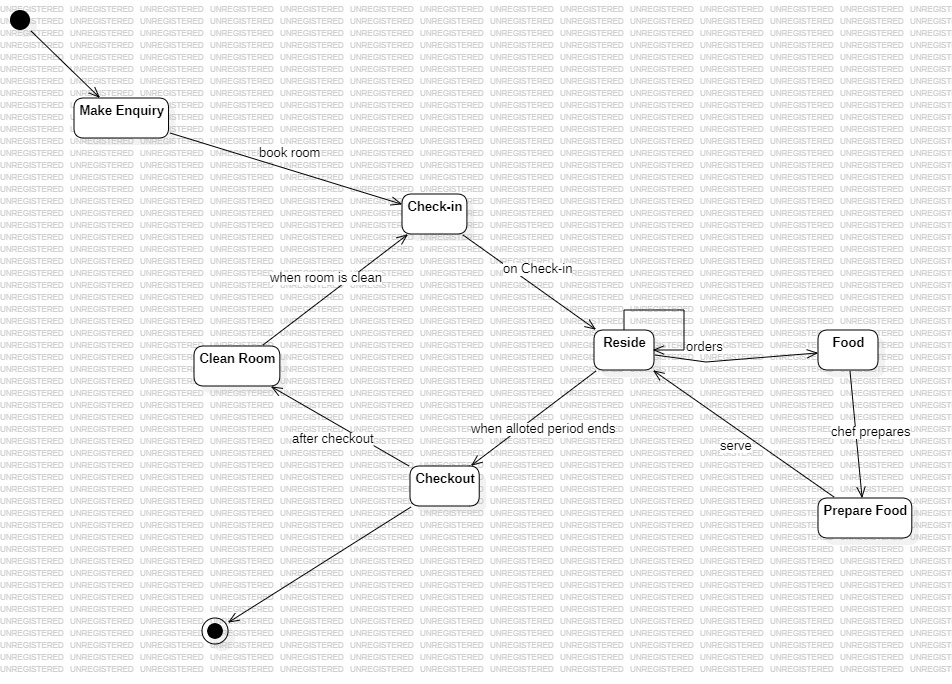 Make Enquiry
book room
Check-in
on Check-in
when room is clean
Reside
orders
Food
Clean Room
when alloted period ends
chef prepares
after checkout
serve
Checkout
Prepare Food
UNREGISTERED